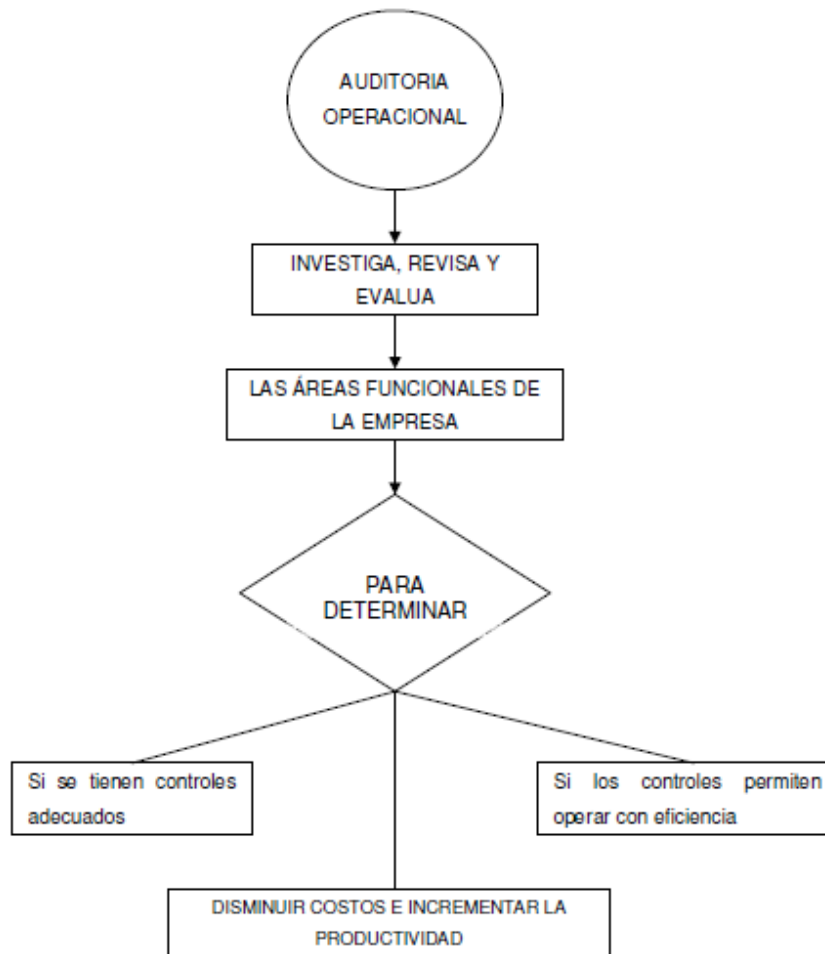 AUDITORIA
OPERACIONAL
INVESTIGA, REVISA Y
EVALUA
LAS ÁREAS FUNCIONALES DE
LA EMPRESA
PARA
DETERMINAR
Si se tienen controles
adecuados
Si los controles permiten
operar con eficiencia
DISMINUIR COSTOS E INCREMENTAR LA
PRODUCTIVIDAD